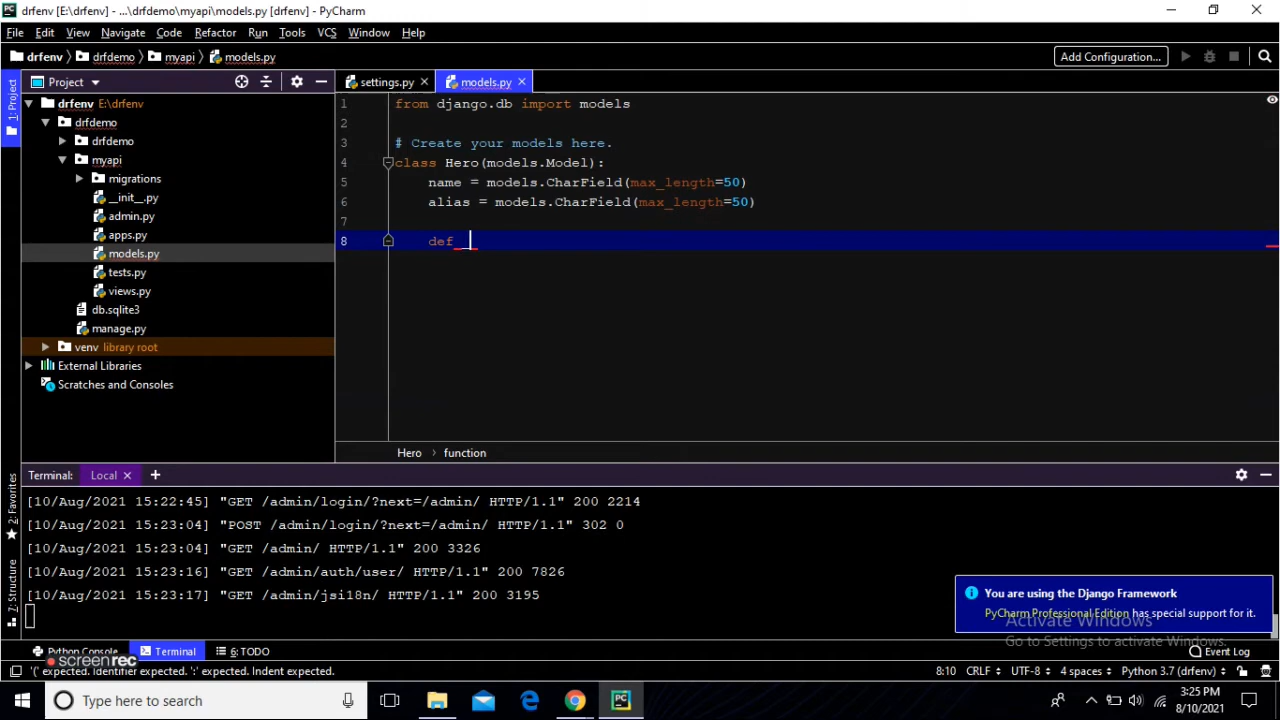 drfenv [E:\drfenv] - ...\drfdemo\myapi\models.py [drfenv] - PyCharm
File Edit View Navigate Code Refactor Run Tools VCS Window Help
drfenv drfdemo myapi models.py Add Configuration...
1: Project
Project
settings.py models.py
drfenv E:\drfenv
drfdemo
drfdemo
myapi
migrations
__init__.py
admin.py
apps.py
models.py
tests.py
views.py
db.sqlite3
manage.py
venv library root
External Libraries
Scratches and Consoles
1 from django.db import models
2
3 # Create your models here.
4 class Hero(models.Model):
5 name = models.CharField(max_length=50)
6 alias = models.CharField(max_length=50)
7
8 def _
Hero function
2: Favorites
Z: Structure
Terminal: Local
[10/Aug/2021 15:22:45] "GET /admin/login/?next=/admin/ HTTP/1.1" 200 2214
[10/Aug/2021 15:23:04] "POST /admin/login/?next=/admin/ HTTP/1.1" 302 0
[10/Aug/2021 15:23:04] "GET /admin/ HTTP/1.1" 200 3326
[10/Aug/2021 15:23:16] "GET /admin/auth/user/ HTTP/1.1" 200 7826
[10/Aug/2021 15:23:17] "GET /admin/jsi18n/ HTTP/1.1" 200 3195
You are using the Django Framework
PyCharm Professional Edition has special support for it.
Activate Windows
Go to Settings to activate Windows.
Python Console Terminal 6: TODO Event Log
screenrec
'(' expected. Identifier expected. ':' expected. Indent expected. 8:10 CRLF UTF-8 4 spaces Python 3.7 (drfenv)
Type here to search
3:25 PM
8/10/2021